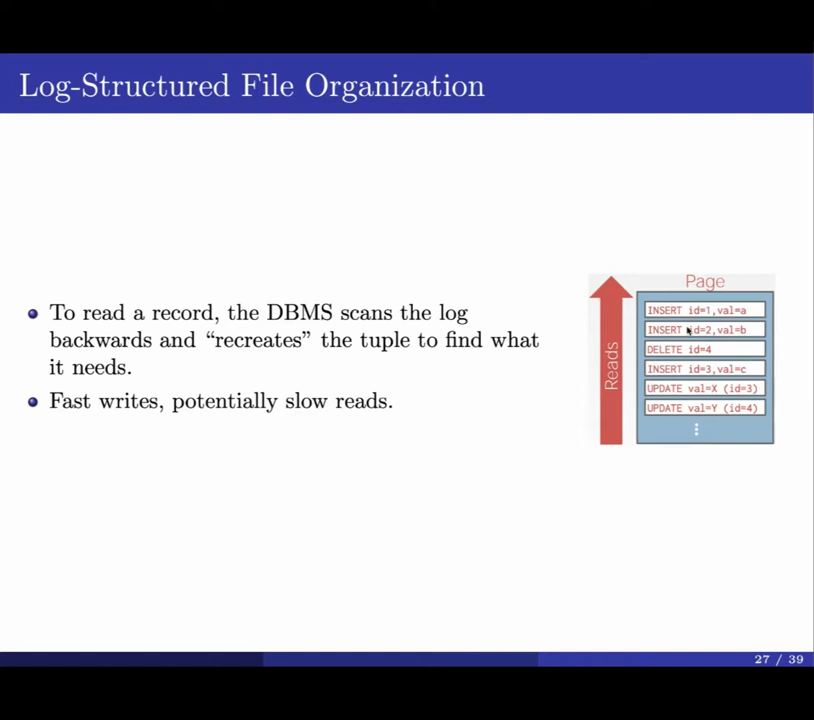 Log-Structured File Organization
To read a record, the DBMS scans the log
backwards and “recreates” the tuple to find what
it needs.
Fast writes, potentially slow reads.
Page
Reads
INSERT id=1,val=a
INSERT id=2,val=b
DELETE id=4
INSERT id=3,val=c
UPDATE val=X (id=3)
UPDATE val=Y (id=4)
⋮
27 / 39